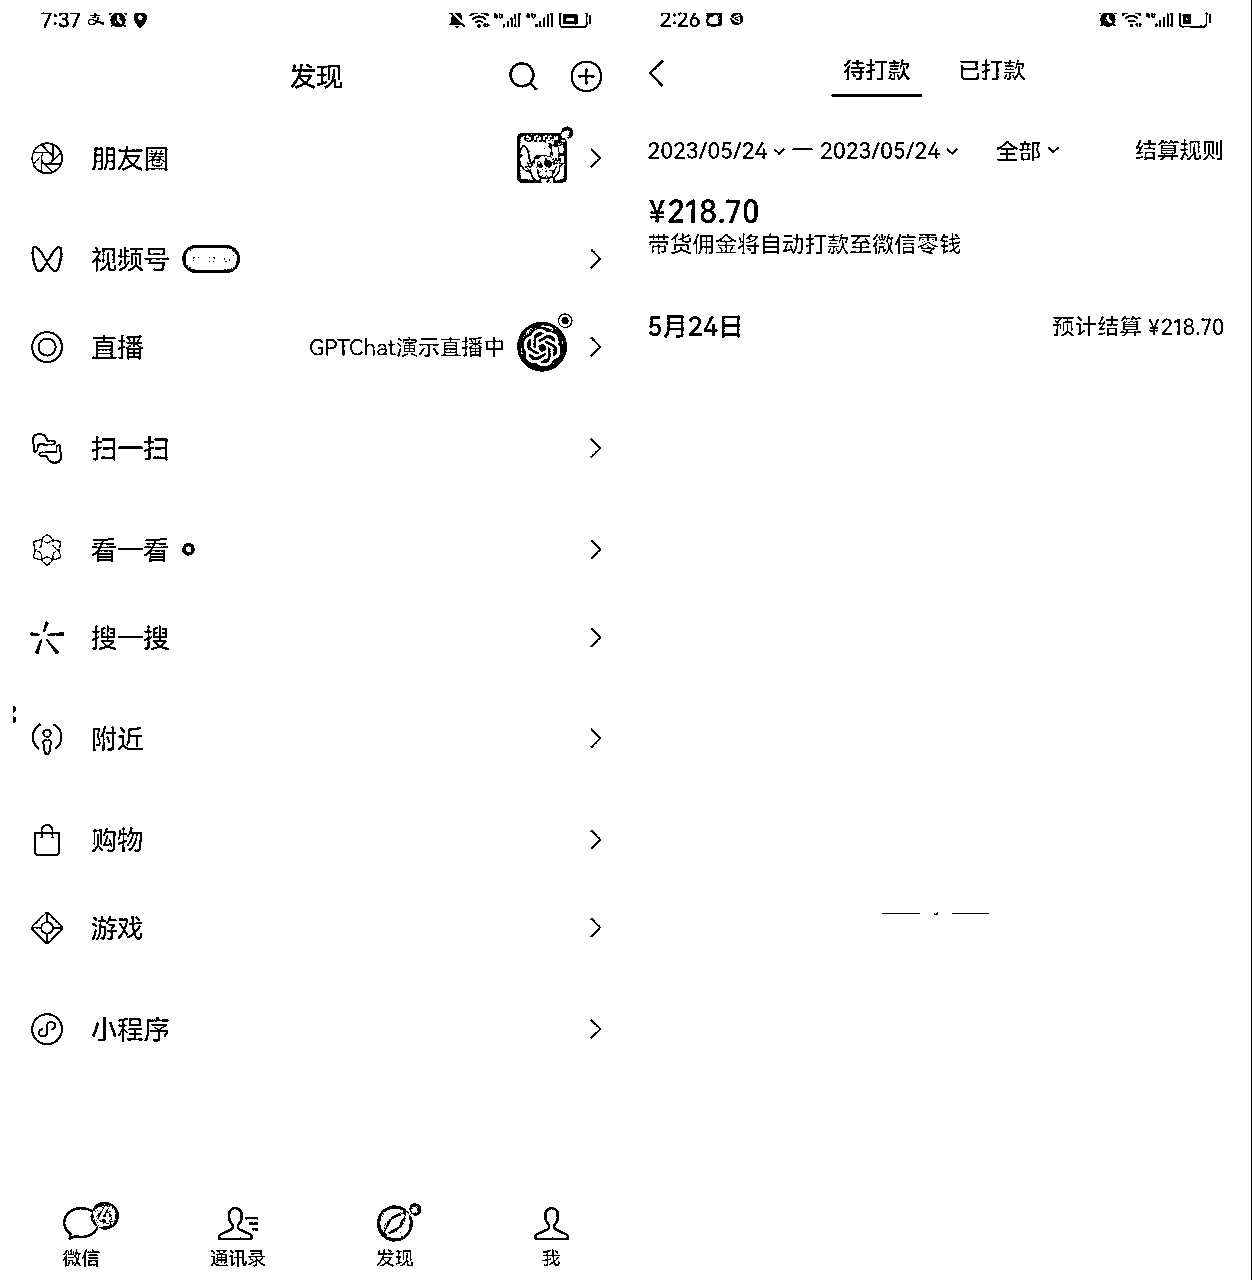 7:37
发现
朋友圈
视频号
直播 GPTChat演示直播中
扫一扫
看一看
搜一搜
附近
购物
游戏
小程序
微信 通讯录 发现 我
2:26
待打款 已打款
2023/05/24 — 2023/05/24 全部 结算规则
¥218.70
带货佣金将自动打款至微信零钱
5月24日 预计结算 ¥218.70